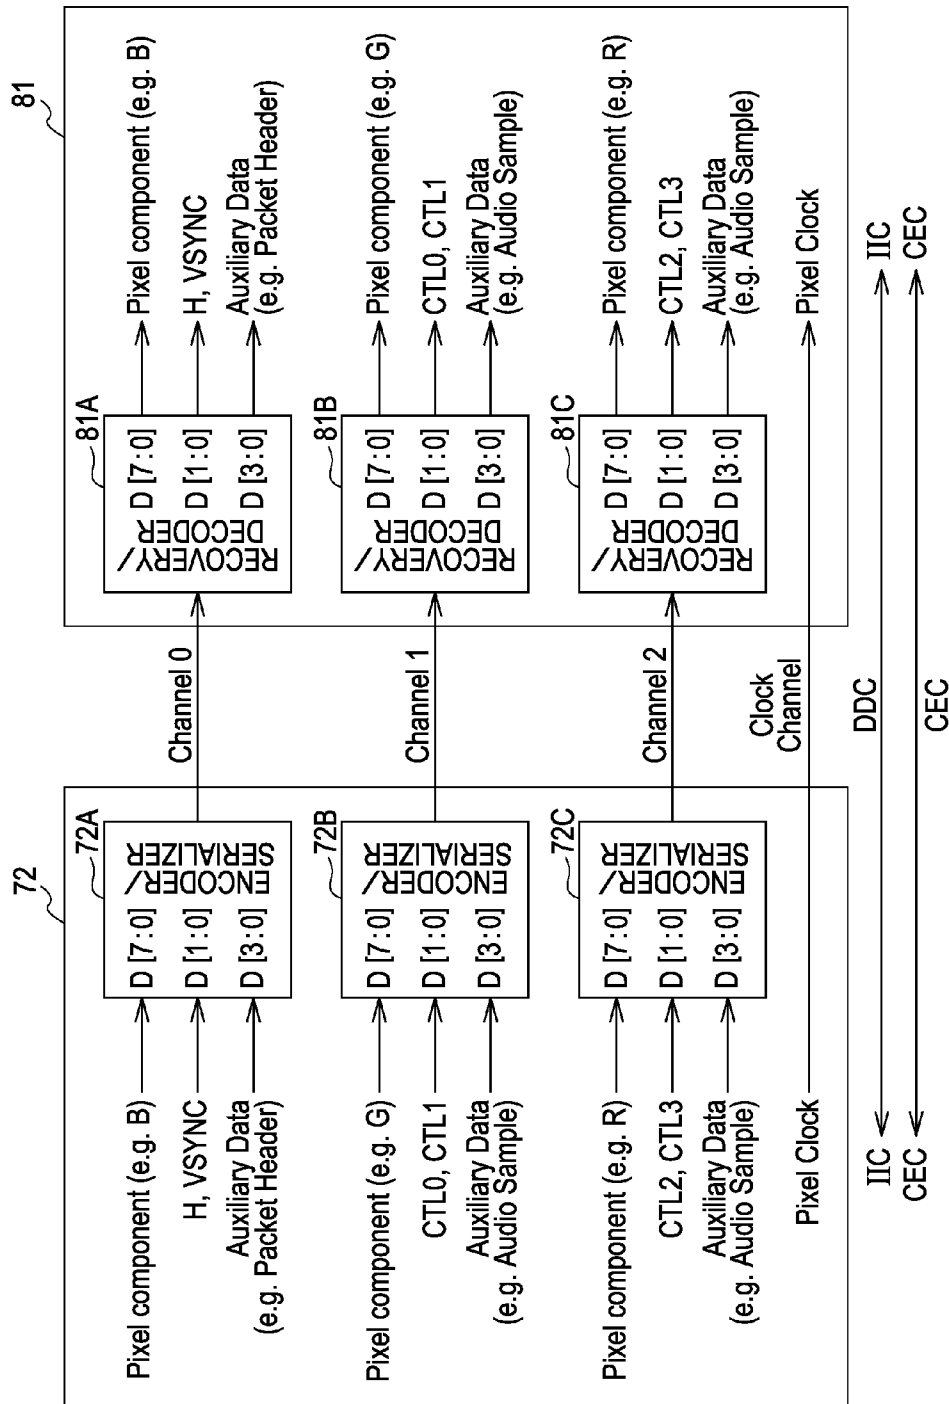 72
81
72A
Pixel component (e.g. B)
H, VSYNC
Auxiliary Data
(e.g. Packet Header)
D [7:0]
D [1:0]
D [3:0]
ENCODER/
SERIALIZER
Channel 0
81A
RECOVERY/
DECODER
D [7:0]
D [1:0]
D [3:0]
Pixel component (e.g. B)
H, VSYNC
Auxiliary Data
(e.g. Packet Header)
72B
Pixel component (e.g. G)
CTL0, CTL1
Auxiliary Data
(e.g. Audio Sample)
D [7:0]
D [1:0]
D [3:0]
ENCODER/
SERIALIZER
Channel 1
81B
RECOVERY/
DECODER
D [7:0]
D [1:0]
D [3:0]
Pixel component (e.g. G)
CTL0, CTL1
Auxiliary Data
(e.g. Audio Sample)
72C
Pixel component (e.g. R)
CTL2, CTL3
Auxiliary Data
(e.g. Audio Sample)
D [7:0]
D [1:0]
D [3:0]
ENCODER/
SERIALIZER
Channel 2
81C
RECOVERY/
DECODER
D [7:0]
D [1:0]
D [3:0]
Pixel component (e.g. R)
CTL2, CTL3
Auxiliary Data
(e.g. Audio Sample)
Pixel Clock
Clock
Channel
Pixel Clock
IIC
DDC
IIC
CEC
CEC
CEC